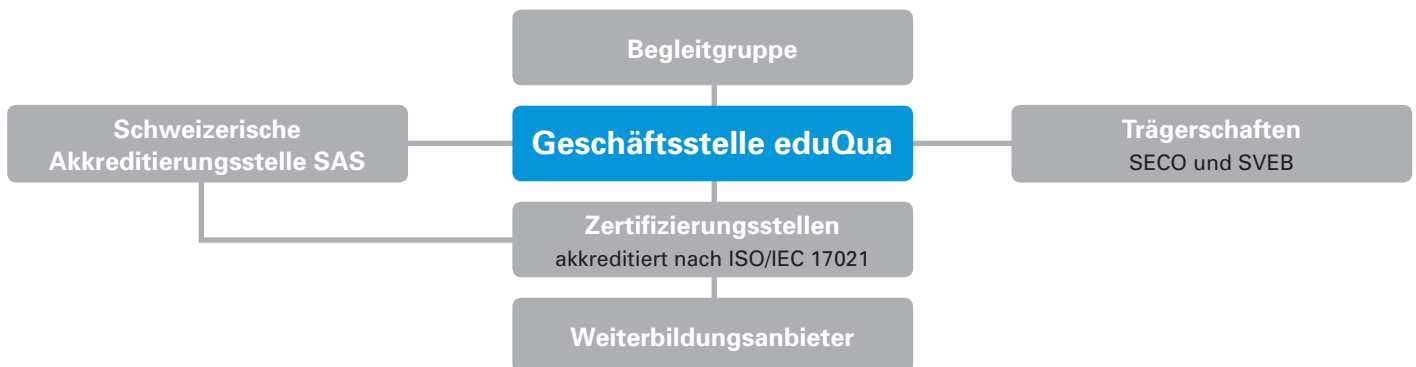 Begleitgruppe
Schweizerische
Akkreditierungsstelle SAS
Geschäftsstelle eduQua
Trägerschaften
SECO und SVEB
Zertifizierungsstellen
akkreditiert nach ISO/IEC 17021
Weiterbildungsanbieter